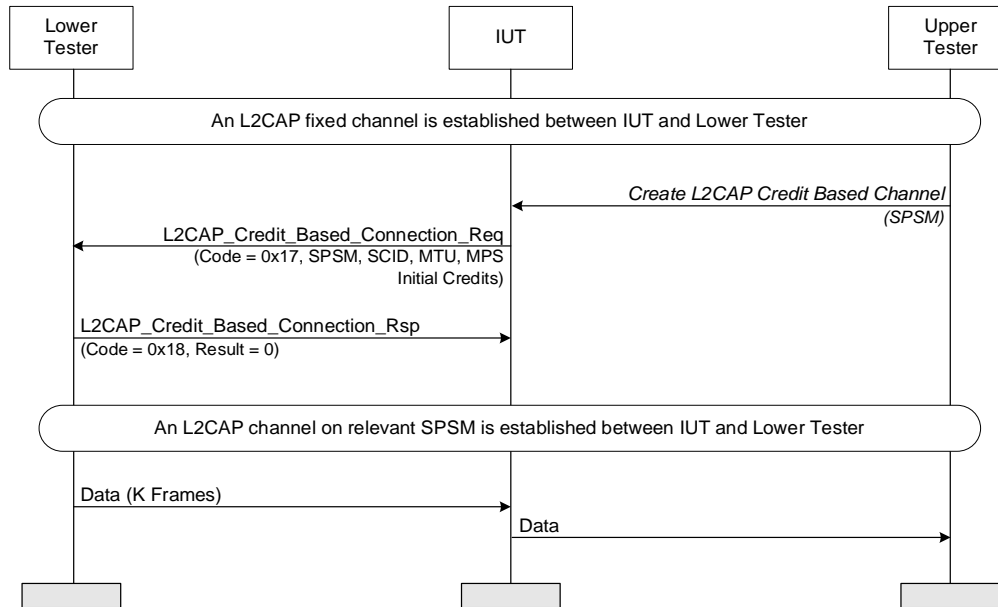 Lower
Tester
IUT
Upper
Tester
An L2CAP fixed channel is established between IUT and Lower Tester
Create L2CAP Credit Based Channel
(SPSM)
L2CAP_Credit_Based_Connection_Req
(Code = 0x17, SPSM, SCID, MTU, MPS
Initial Credits)
L2CAP_Credit_Based_Connection_Rsp
(Code = 0x18, Result = 0)
An L2CAP channel on relevant SPSM is established between IUT and Lower Tester
Data (K Frames)
Data